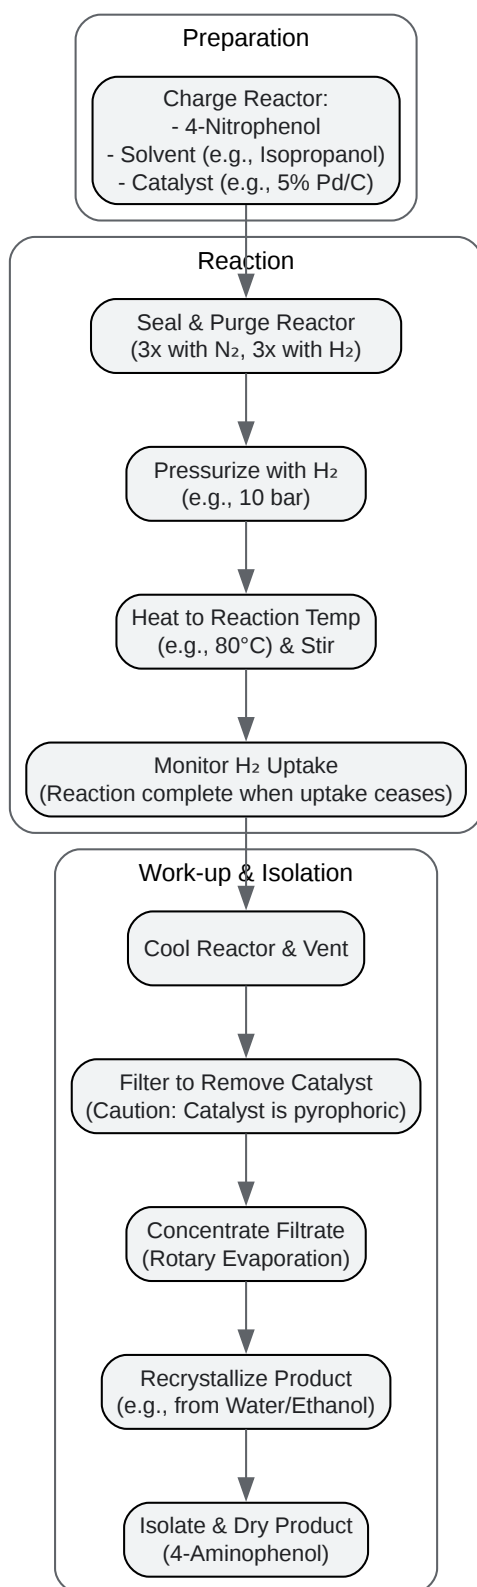 Preparation
Charge Reactor:
- 4-Nitrophenol
- Solvent (e.g., Isopropanol)
- Catalyst (e.g., 5% Pd/C)
Reaction
Seal & Purge Reactor
(3x with N₂, 3x with H₂)
Pressurize with H₂
(e.g., 10 bar)
Heat to Reaction Temp
(e.g., 80°C) & Stir
Monitor H₂ Uptake
(Reaction complete when uptake ceases)
Work-up & Isolation
Cool Reactor & Vent
Filter to Remove Catalyst
(Caution: Catalyst is pyrophoric)
Concentrate Filtrate
(Rotary Evaporation)
Recrystallize Product
(e.g., from Water/Ethanol)
Isolate & Dry Product
(4-Aminophenol)